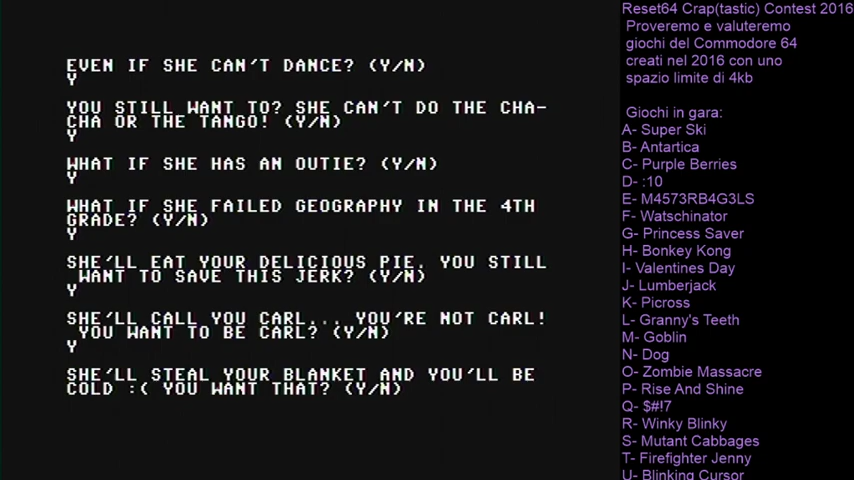 EVEN IF SHE CAN'T DANCE? (Y/N)
Y
YOU STILL WANT TO? SHE CAN'T DO THE CHA-
CHA OR THE TANGO! (Y/N)
Y
WHAT IF SHE HAS AN OUTIE? (Y/N)
Y
WHAT IF SHE FAILED GEOGRAPHY IN THE 4TH
GRADE? (Y/N)
Y
SHE'LL EAT YOUR DELICIOUS PIE. YOU STILL
WANT TO SAVE THIS JERK? (Y/N)
Y
SHE'LL CALL YOU CARL... YOU'RE NOT CARL!
YOU WANT TO BE CARL? (Y/N)
Y
SHE'LL STEAL YOUR BLANKET AND YOU'LL BE
COLD :( YOU WANT THAT? (Y/N)
Reset64 Crap(tastic) Contest 2016
Proveremo e valuteremo
giochi del Commodore 64
creati nel 2016 con uno
spazio limite di 4kb
Giochi in gara:
A- Super Ski
B- Antartica
C- Purple Berries
D- :10
E- M4573RB4G3LS
F- Watschinator
G- Princess Saver
H- Bonkey Kong
I- Valentines Day
J- Lumberjack
K- Picross
L- Granny's Teeth
M- Goblin
N- Dog
O- Zombie Massacre
P- Rise And Shine
Q- $#!7
R- Winky Blinky
S- Mutant Cabbages
T- Firefighter Jenny
U- Blinking Cursor